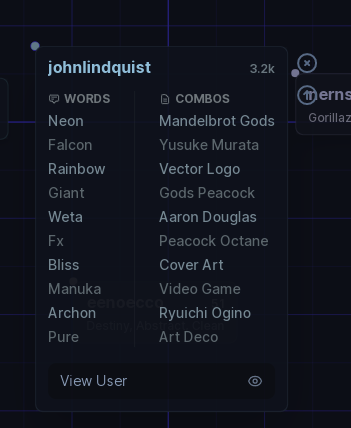 johnlindquist
3.2k
WORDS
Neon
Falcon
Rainbow
Giant
Weta
Fx
Bliss
Manuka
Archon
Pure
COMBOS
Mandelbrot Gods
Yusuke Murata
Vector Logo
Gods Peacock
Aaron Douglas
Peacock Octane
Cover Art
Video Game
Ryuichi Ogino
Art Deco
View User
Gorillaz